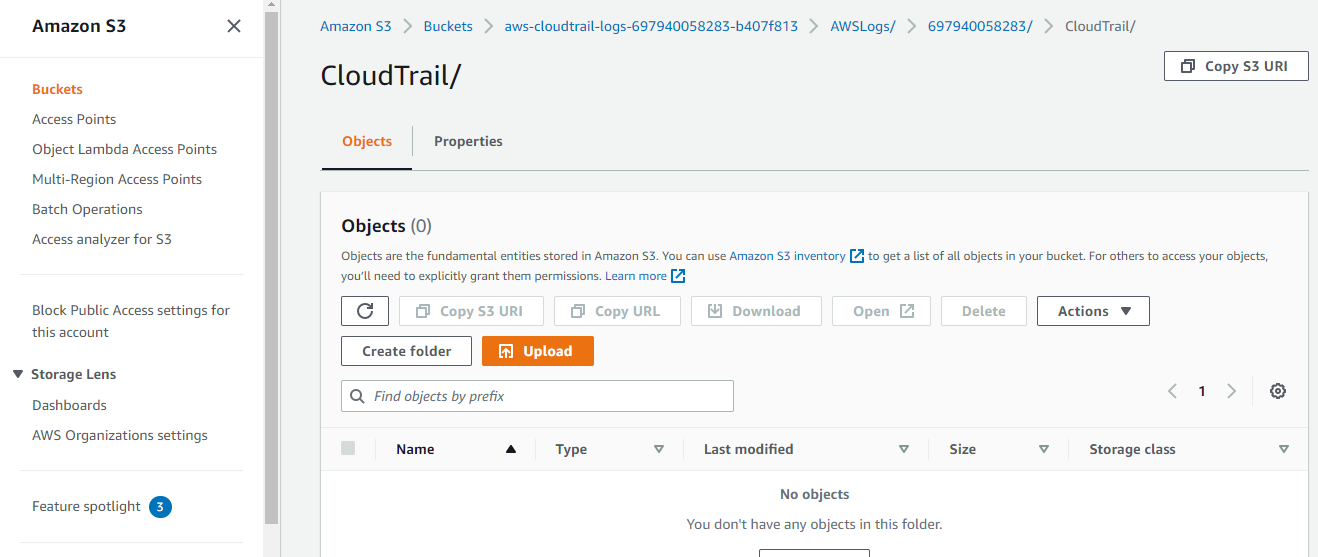 Amazon S3
Buckets
Access Points
Object Lambda Access Points
Multi-Region Access Points
Batch Operations
Access analyzer for S3
Block Public Access settings for
this account
Storage Lens
Dashboards
AWS Organizations settings
Feature spotlight 3
Amazon S3 > Buckets > aws-cloudtrail-logs-697940058283-b407f813 > AWSLogs/ > 697940058283/ > CloudTrail/
CloudTrail/
Copy S3 URI
Objects Properties
Objects (0)
Objects are the fundamental entities stored in Amazon S3. You can use Amazon S3 inventory to get a list of all objects in your bucket. For others to access your objects,
you'll need to explicitly grant them permissions. Learn more
Copy S3 URI Copy URL Download Open Delete Actions
Create folder Upload
Find objects by prefix
1
Name Type Last modified Size Storage class
No objects
You don't have any objects in this folder.